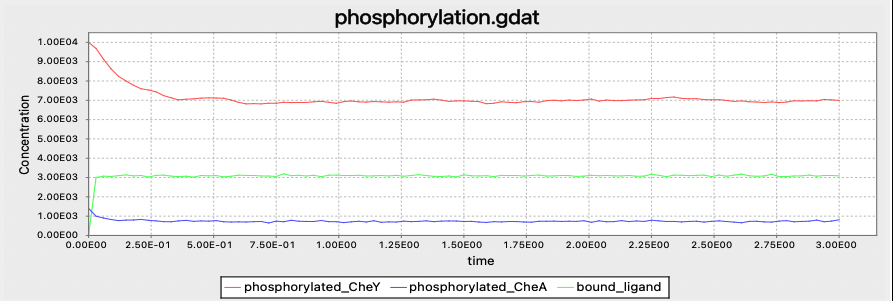 phosphorylation.gdat
Concentration
1.00E04
9.00E03
8.00E03
7.00E03
6.00E03
5.00E03
4.00E03
3.00E03
2.00E03
1.00E03
0.00E00
0.00E00 2.50E-01 5.00E-01 7.50E-01 1.00E00 1.25E00 1.50E00 1.75E00 2.00E00 2.25E00 2.50E00 2.75E00 3.00E00
time
phosphorylated_CheY phosphorylated_CheA bound_ligand